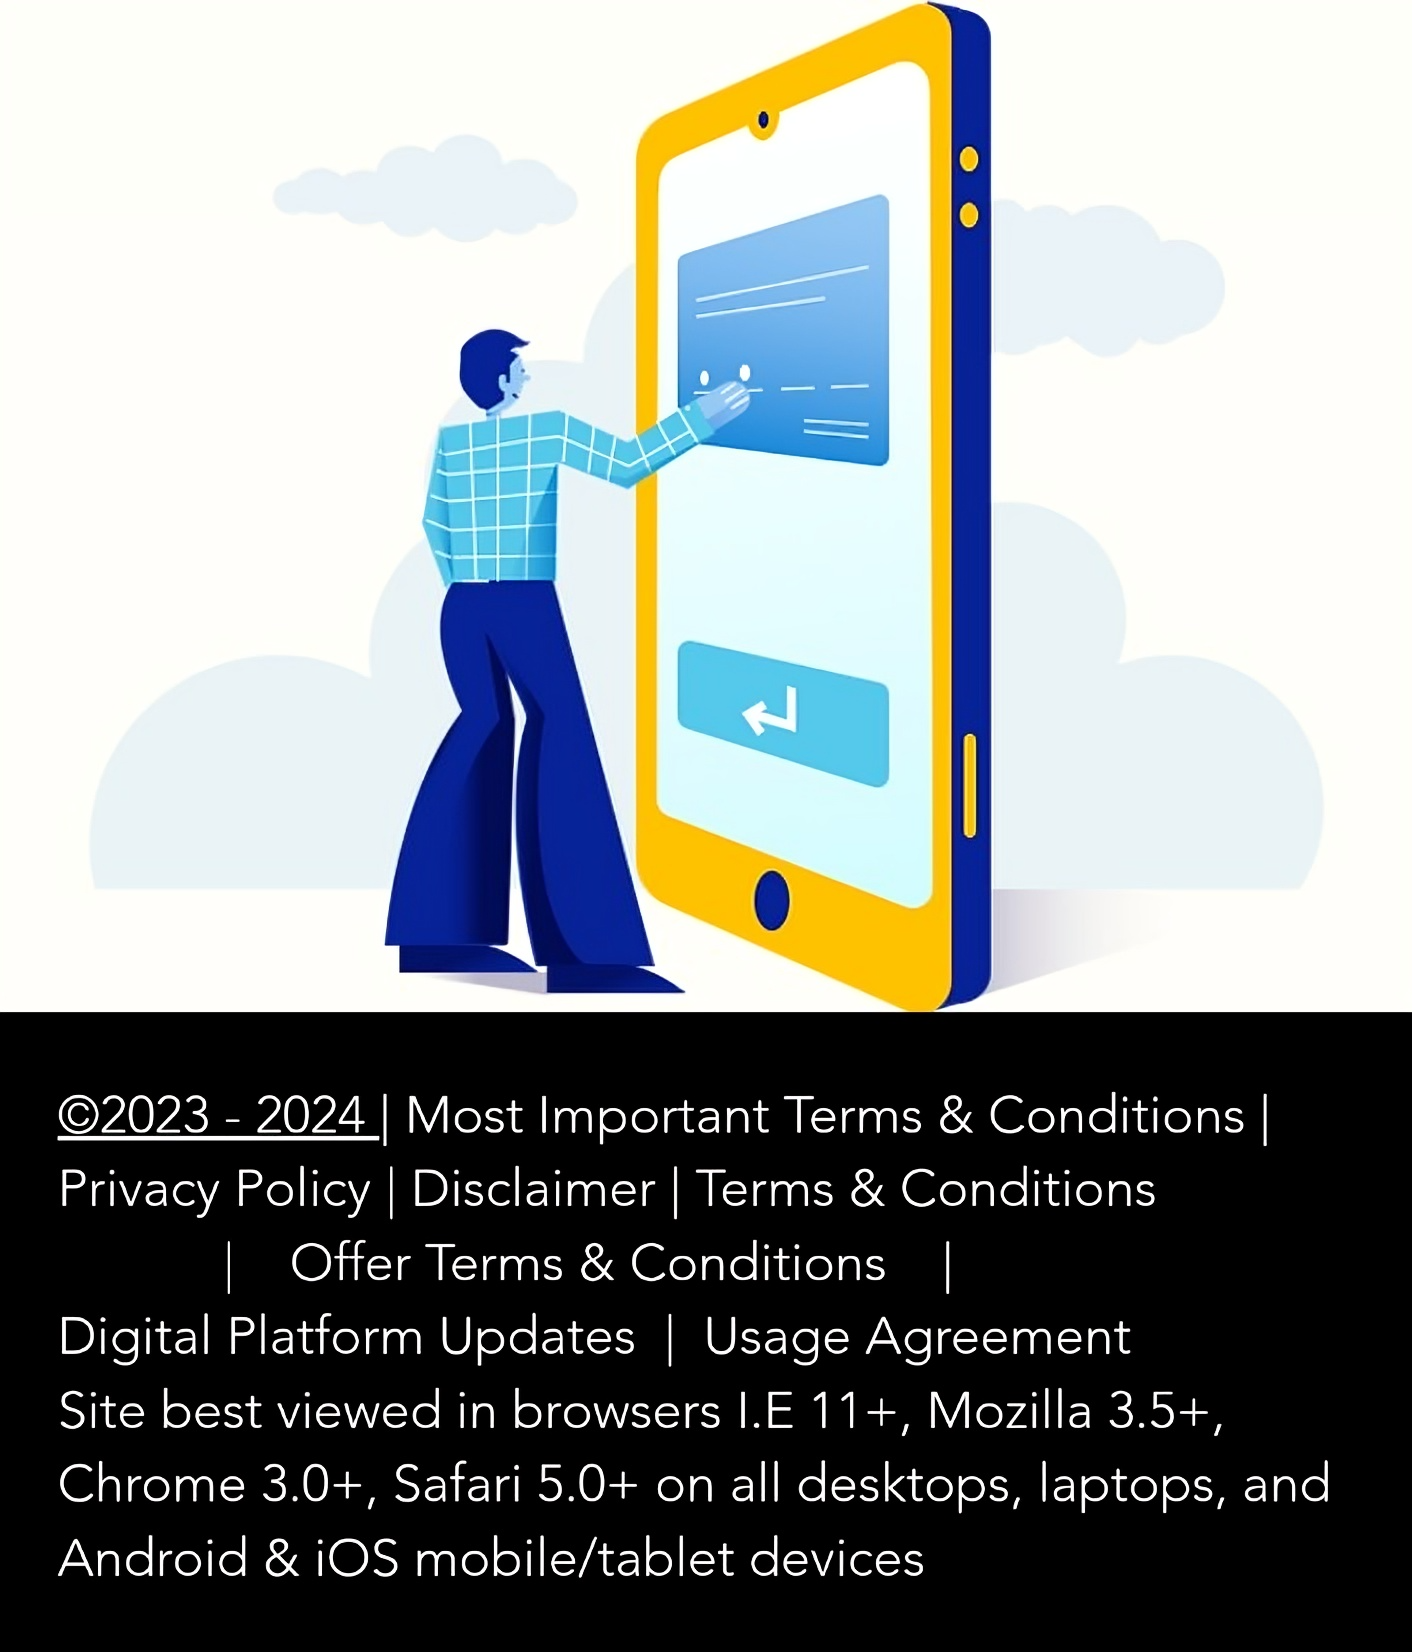 ©2023 - 2024 | Most Important Terms & Conditions |
Privacy Policy | Disclaimer | Terms & Conditions
| Offer Terms & Conditions |
Digital Platform Updates | Usage Agreement
Site best viewed in browsers I.E 11+, Mozilla 3.5+,
Chrome 3.0+, Safari 5.0+ on all desktops, laptops, and
Android & iOS mobile/tablet devices